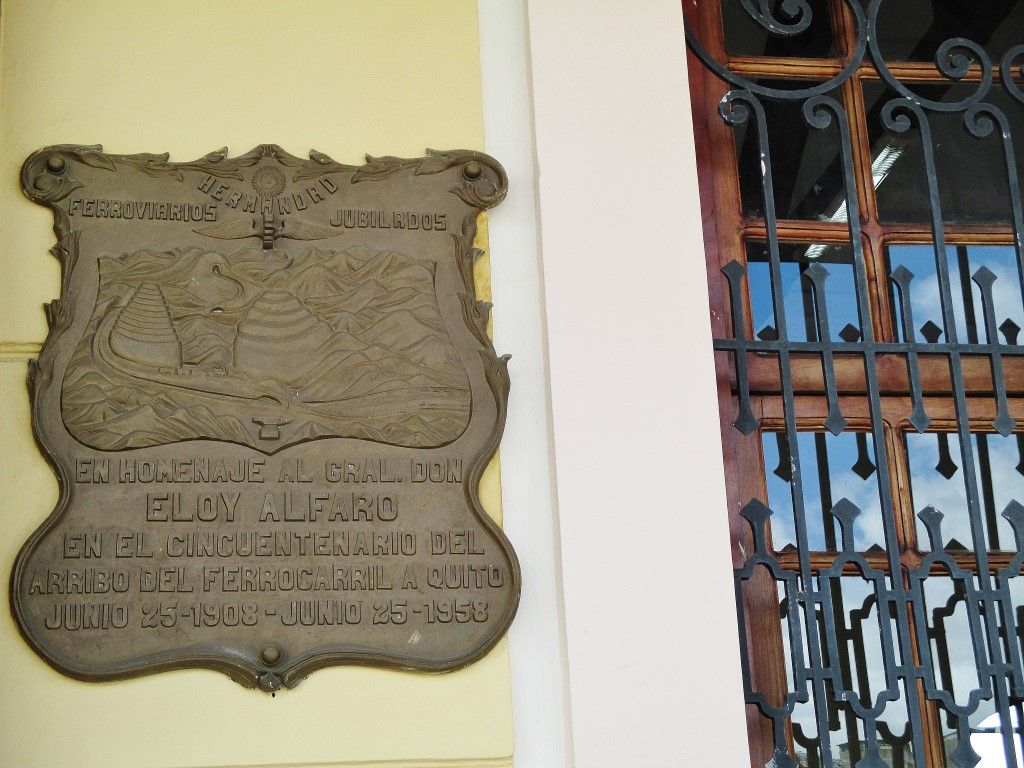 HERMANDAD
FERROVIARIOS JUBILADOS
EN HOMENAJE AL GRAL. DON
ELOY ALFARO
EN EL CINCUENTENARIO DEL
ARRIBO DEL FERROCARRIL A QUITO
JUNIO 25-1908-JUNIO 25-1958